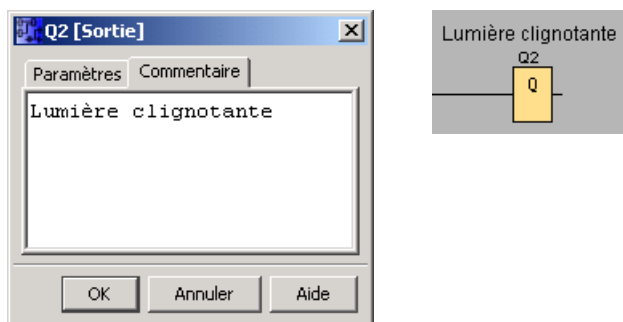 Q2 [Sortie]
Paramètres
Commentaire
Lumière clignotante
OK
Annuler
Aide
Lumière clignotante
Q2
Q